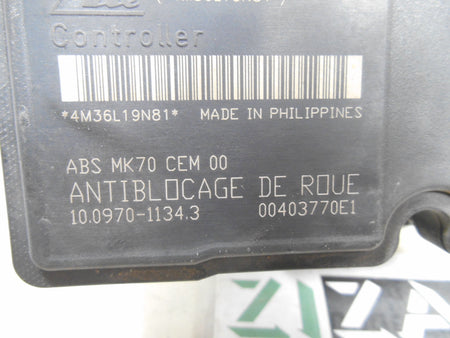 Controller
*4M36L19N81* MADE IN PHILIPPINES
ABS MK70 CEM 00
ANTIBLOCAGE DE ROUE
10.0970-1134.3 00403770E1